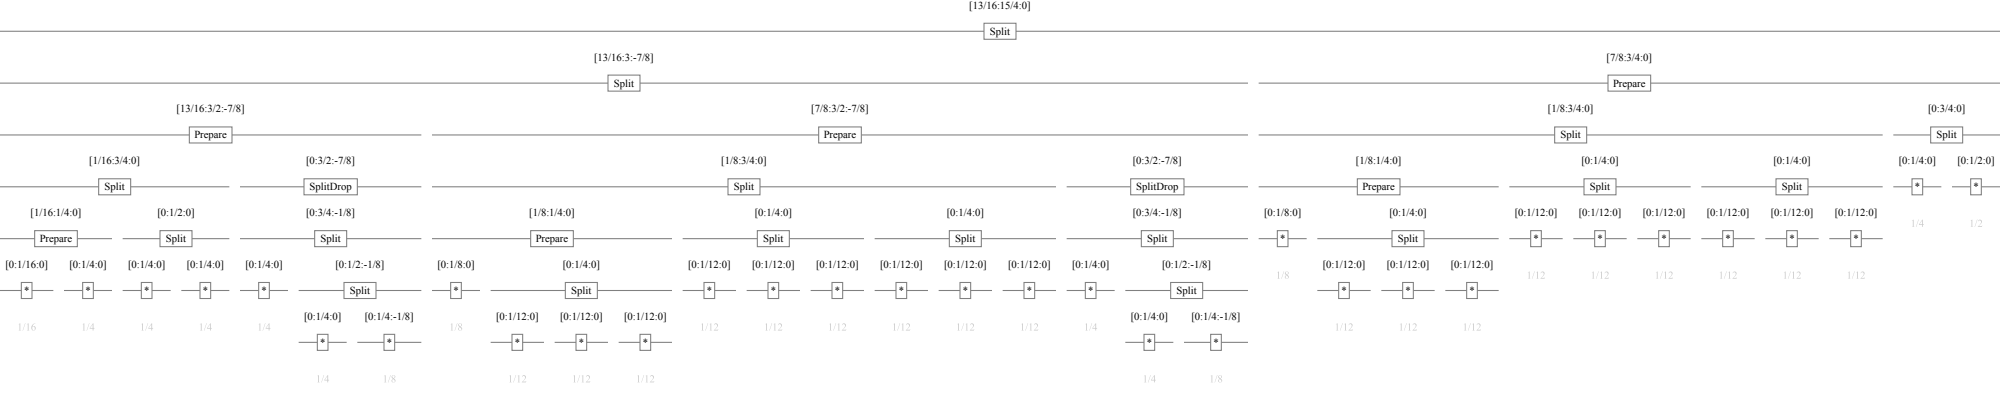 [13/16:15/4:0]
Split
[13/16:3:-7/8] [7/8:3/4:0]
Split Prepare
[13/16:3/2:-7/8] [7/8:3/2:-7/8] [1/8:3/4:0] [0:3/4:0]
Prepare Prepare Split Split
[1/16:3/4:0] [0:3/2:-7/8] [1/8:3/4:0] [0:3/2:-7/8] [1/8:1/4:0] [0:1/4:0] [0:1/4:0] [0:1/4:0] [0:1/2:0]
Split SplitDrop Split SplitDrop Prepare Split Split * *
[1/16:1/4:0] [0:1/2:0] [0:3/4:-1/8] [1/8:1/4:0] [0:1/4:0] [0:1/4:0] [0:3/4:-1/8] [0:1/8:0] [0:1/4:0] [0:1/12:0] [0:1/12:0] [0:1/12:0] [0:1/12:0] [0:1/12:0] [0:1/12:0] 1/4 1/2
Prepare Split Split Prepare Split Split Split * Split * * * * * *
[0:1/16:0] [0:1/4:0] [0:1/4:0] [0:1/4:0] [0:1/4:0] [0:1/2:-1/8] [0:1/8:0] [0:1/4:0] [0:1/12:0] [0:1/12:0] [0:1/12:0] [0:1/12:0] [0:1/12:0] [0:1/12:0] [0:1/4:0] [0:1/2:-1/8] 1/8 [0:1/12:0] [0:1/12:0] [0:1/12:0] 1/12 1/12 1/12 1/12 1/12 1/12
* * * * * Split * Split * * * * * * * Split * * *
1/16 1/4 1/4 1/4 1/4 [0:1/4:0] [0:1/4:-1/8] 1/8 [0:1/12:0] [0:1/12:0] [0:1/12:0] 1/12 1/12 1/12 1/12 1/12 1/12 1/4 [0:1/4:0] [0:1/4:-1/8] 1/12 1/12 1/12
* * * * * * *
1/4 1/8 1/12 1/12 1/12 1/4 1/8